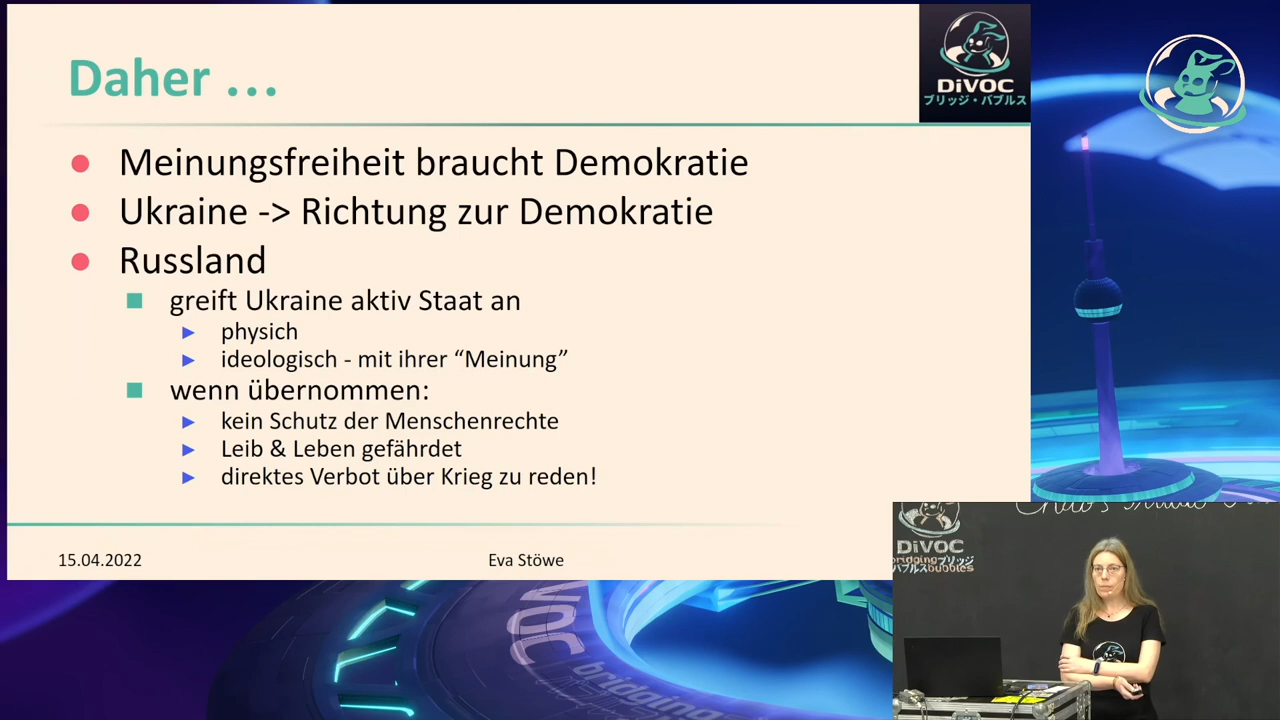 Daher …
DiVOC
ブリッジ・バブルス
Meinungsfreiheit braucht Demokratie
Ukraine -> Richtung zur Demokratie
Russland
greift Ukraine aktiv Staat an
physich
ideologisch - mit ihrer “Meinung”
wenn übernommen:
kein Schutz der Menschenrechte
Leib & Leben gefährdet
direktes Verbot über Krieg zu reden!
15.04.2022
Eva Stöwe
DiVOC
bridgingブリッジ
バブルスbubbles
VOC
bridging